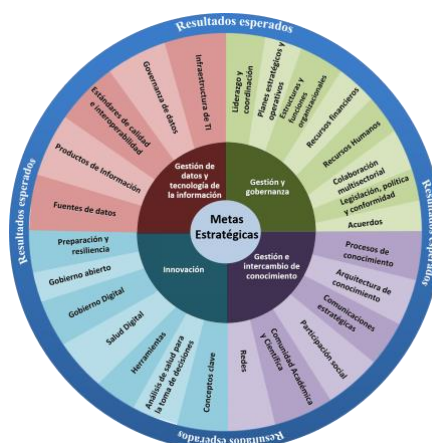 Resultados esperados
Resultados esperados
Resultados esperados
Resultados esperados
Resultados esperados
Metas
Estratégicas
Gestión de
datos y
tecnología de
la información
Fuentes de datos
Productos de información
Estándares de calidad
e interoperabilidad
Governanza de datos
Infraestructura de TI
Gestión y
gobernanza
Liderazgo y coordinación
Planes estratégicos y
operativos
Estructuras y
funciones
organizacionales
Recursos financieros
Recursos Humanos
Colaboración
multisectorial
Legislación, política
y conformidad
Acuerdos
Gestión e
intercambio de
conocimiento
Procesos de
conocimiento
Arquitectura de
conocimiento
Comunicaciones
estratégicas
Participación social
Comunidad Académica
y Científica
Redes
Innovación
Conceptos clave
Análisis de salud para
la toma de decisiones
Herramientas
Salud Digital
Gobierno Digital
Gobierno abierto
Preparación y
resiliencia